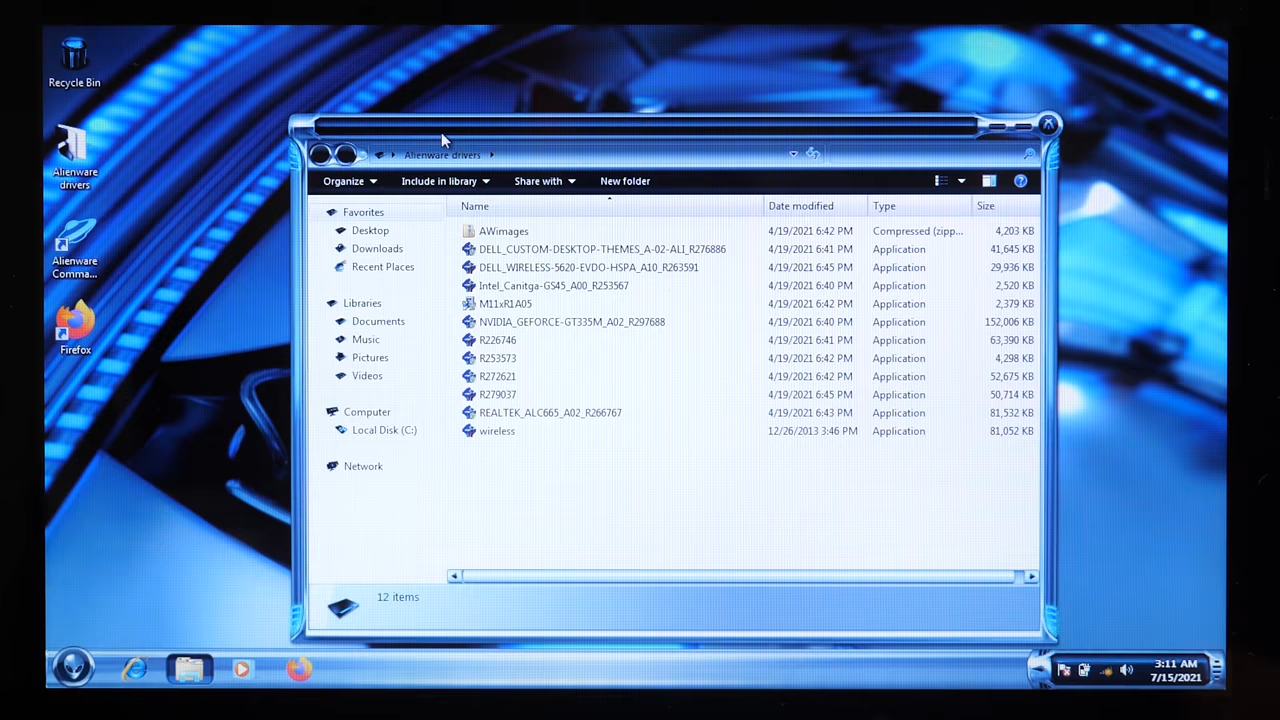 Recycle Bin
Alienware
drivers
Alienware
Comma...
Firefox
Alienware drivers
Organize
Include in library
Share with
New folder
Name
Date modified
Type
Size
Favorites
Desktop
Downloads
Recent Places
Libraries
Documents
Music
Pictures
Videos
Computer
Local Disk (C:)
Network
AWimages 4/19/2021 6:42 PM Compressed (zipp... 4,203 KB
DELL_CUSTOM-DESKTOP-THEMES_A-02-ALI_R276886 4/19/2021 6:41 PM Application 41,645 KB
DELL_WIRELESS-5620-EVDO-HSPA_A10_R263591 4/19/2021 6:45 PM Application 29,936 KB
Intel_Canitga-GS45_A00_R253567 4/19/2021 6:40 PM Application 2,520 KB
M11xR1A05 4/19/2021 6:42 PM Application 2,379 KB
NVIDIA_GEFORCE-GT335M_A02_R297688 4/19/2021 6:40 PM Application 152,006 KB
R226746 4/19/2021 6:41 PM Application 63,390 KB
R253573 4/19/2021 6:42 PM Application 4,298 KB
R272621 4/19/2021 6:42 PM Application 52,675 KB
R279037 4/19/2021 6:45 PM Application 50,714 KB
REALTEK_ALC665_A02_R266767 4/19/2021 6:43 PM Application 81,532 KB
wireless 12/26/2013 3:46 PM Application 81,052 KB
12 items
3:11 AM
7/15/2021